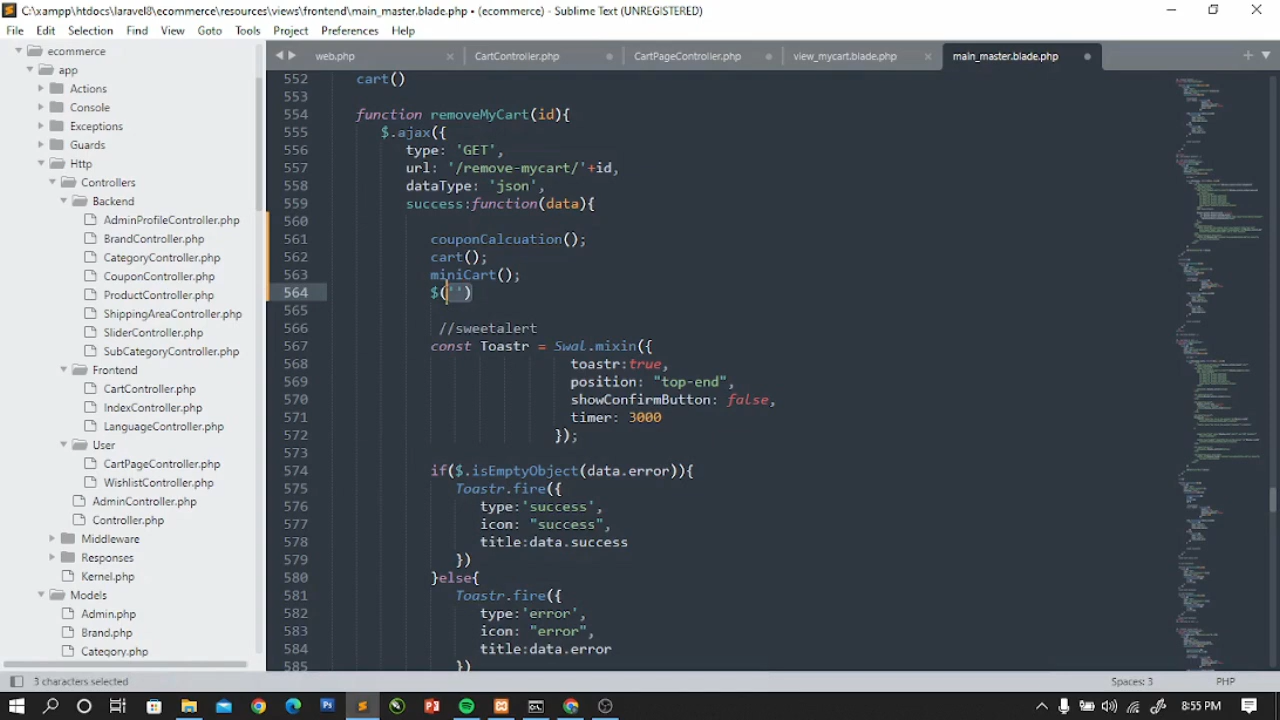 C:\xampp\htdocs\laravel8\ecommerce\resources\views\frontend\main_master.blade.php • (ecommerce) - Sublime Text (UNREGISTERED)
File Edit Selection Find View Goto Tools Project Preferences Help
ecommerce
app
Actions
Console
Exceptions
Guards
Http
Controllers
Backend
AdminProfileController.php
BrandController.php
CategoryController.php
CouponController.php
ProductController.php
ShippingAreaController.php
SliderController.php
SubCategoryController.php
Frontend
CartController.php
IndexController.php
LanguageController.php
User
CartPageController.php
WishlistController.php
AdminController.php
Controller.php
Middleware
Responses
Kernel.php
Models
Admin.php
Brand.php
Category.php
web.php CartController.php CartPageController.php view_mycart.blade.php main_master.blade.php
552 cart()
553
554 function removeMyCart(id){
555 $.ajax({
556 type: 'GET',
557 url: '/remove-mycart/'+id,
558 dataType: 'json',
559 success:function(data){
560
561 couponCalcuation();
562 cart();
563 miniCart();
564 $('')
565
566 //sweetalert
567 const Toastr = Swal.mixin({
568 toastr:true,
569 position: "top-end",
570 showConfirmButton: false,
571 timer: 3000
572 });
573
574 if($.isEmptyObject(data.error)){
575 Toastr.fire({
576 type:'success',
577 icon: "success",
578 title:data.success
579 })
580 }else{
581 Toastr.fire({
582 type:'error',
583 icon: "error",
584 title:data.error
585 })
3 characters selected Spaces: 3 PHP
8:55 PM